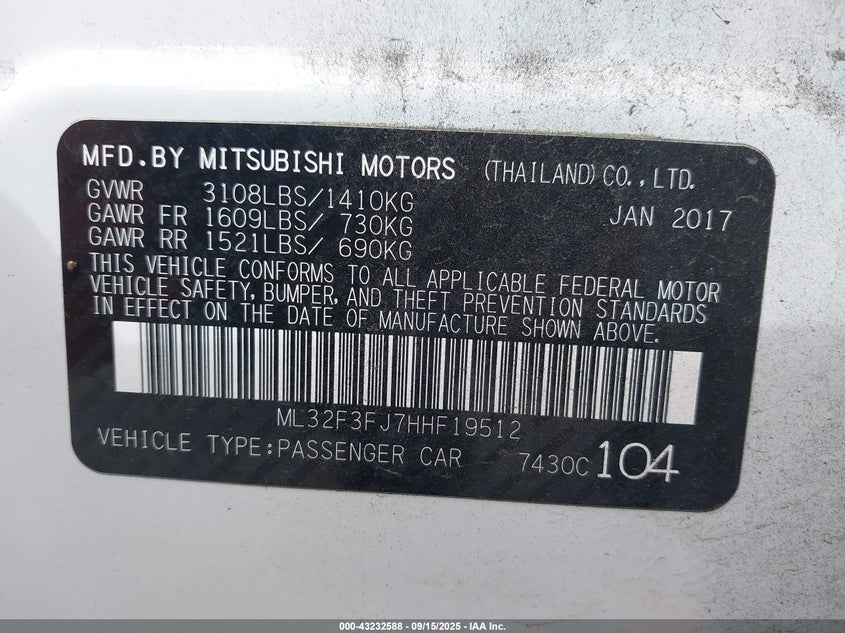 MFD.BY MITSUBISHI MOTORS (THAILAND) CO., LTD.
GVWR 3108LBS/1410KG JAN 2017
GAWR FR 1609LBS/ 730KG
GAWR RR 1521LBS/ 690KG
THIS VEHICLE CONFORMS TO ALL APPLICABLE FEDERAL MOTOR
VEHICLE SAFETY, BUMPER, AND THEFT PREVENTION STANDARDS
IN EFFECT ON THE DATE OF MANUFACTURE SHOWN ABOVE.
ML32F3FJ7HHF19512
VEHICLE TYPE:PASSENGER CAR 7430C 104
000-43232588 - 09/15/2025 - IAA Inc.